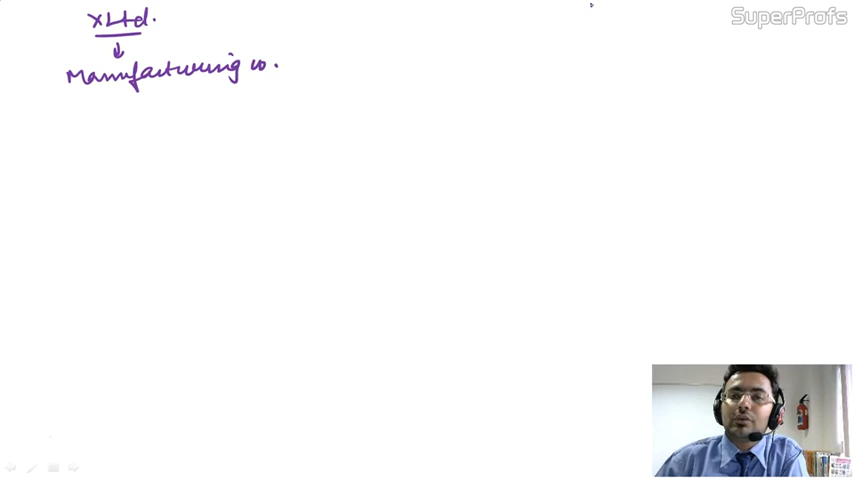 SuperProfs
X Ltd.
↓
Manufacturing co.